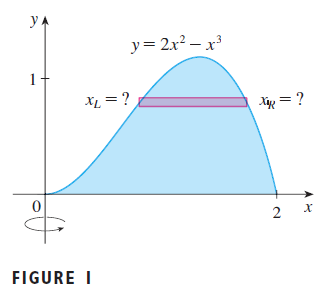 y
y = 2x² − x³
1
x_L = ?
x_R = ?
0
2
x
FIGURE 1